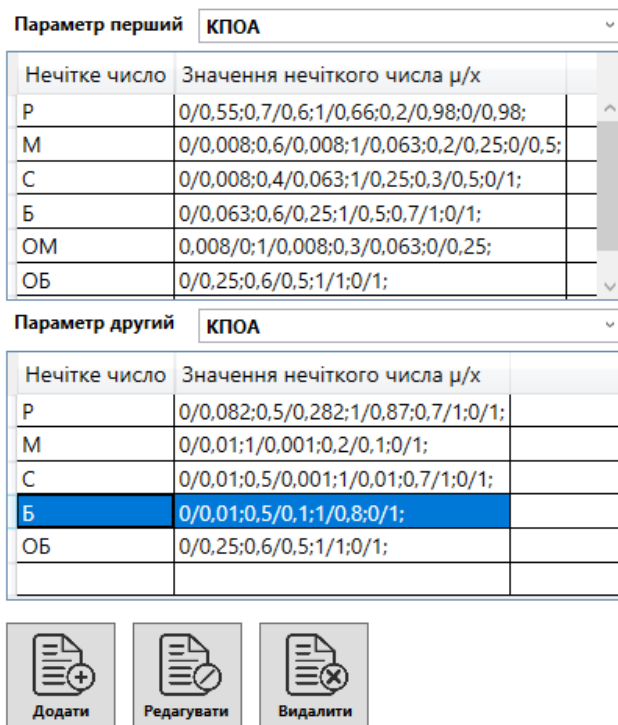 Параметр перший КПОА
Нечітке число Значення нечіткого числа μ/x
Р 0/0,55;0,7/0,6;1/0,66;0,2/0,98;0/0,98;
М 0/0,008;0,6/0,008;1/0,063;0,2/0,25;0/0,5;
С 0/0,008;0,4/0,063;1/0,25;0,3/0,5;0/1;
Б 0/0,063;0,6/0,25;1/0,5;0,7/1;0/1;
ОМ 0,008/0;1/0,008;0,3/0,063;0/0,25;
ОБ 0/0,25;0,6/0,5;1/1;0/1;
Параметр другий КПОА
Нечітке число Значення нечіткого числа μ/x
Р 0/0,082;0,5/0,282;1/0,87;0,7/1;0/1;
М 0/0,01;1/0,001;0,2/0,1;0/1;
С 0/0,01;0,5/0,001;1/0,01;0,7/1;0/1;
Б 0/0,01;0,5/0,1;1/0,8;0/1;
ОБ 0/0,25;0,6/0,5;1/1;0/1;
Додати Редагувати Видалити